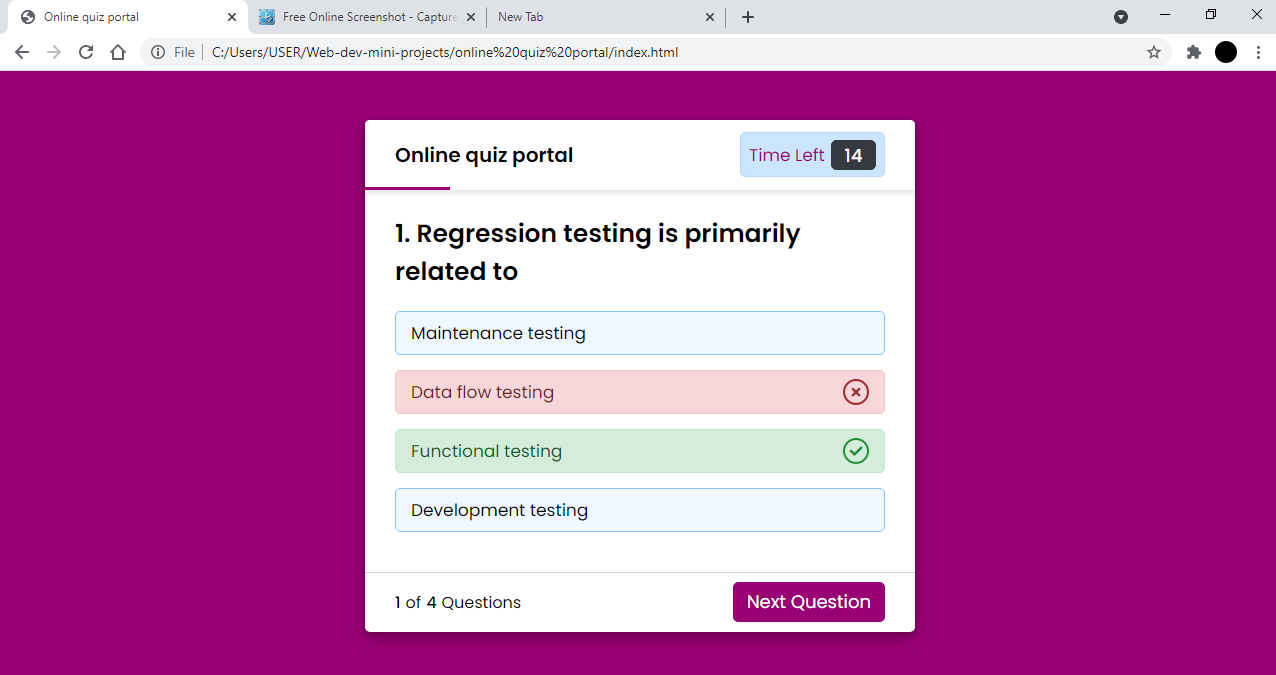 Online quiz portal
Free Online Screenshot - Capture
New Tab
File
C:/Users/USER/Web-dev-mini-projects/online%20quiz%20portal/index.html
Online quiz portal
Time Left 14
1. Regression testing is primarily
related to
Maintenance testing
Data flow testing
Functional testing
Development testing
1 of 4 Questions
Next Question